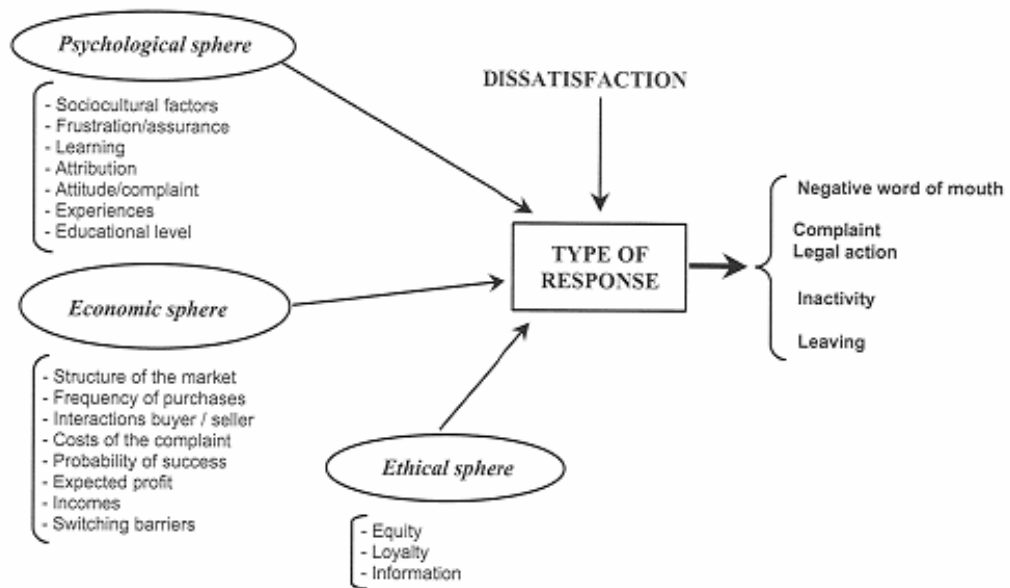 Psychological sphere
- Sociocultural factors
- Frustration/assurance
- Learning
- Attribution
- Attitude/complaint
- Experiences
- Educational level
DISSATISFACTION
Economic sphere
- Structure of the market
- Frequency of purchases
- Interactions buyer / seller
- Costs of the complaint
- Probability of success
- Expected profit
- Incomes
- Switching barriers
Ethical sphere
- Equity
- Loyalty
- Information
TYPE OF
RESPONSE
Negative word of mouth
Complaint
Legal action
Inactivity
Leaving